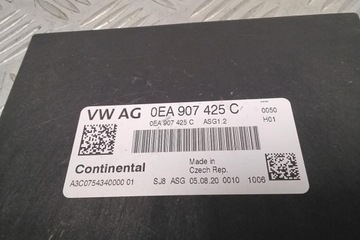 VW AG 0EA 907 425 C 0050
0EA 907 425 C ASG1.2 H01
Continental Made in
Czech Rep.
A3C0754340000 01 SJ8 ASG 05.08.20 0010 1006